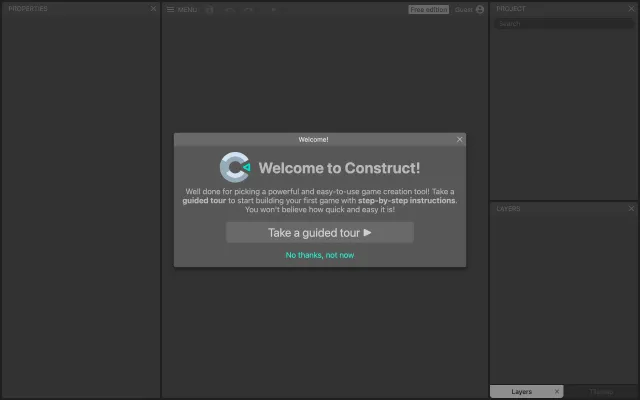 PROPERTIES
MENU
Free edition
Guest
PROJECT
Search
Welcome!
Welcome to Construct!
Well done for picking a powerful and easy-to-use game creation tool! Take a
guided tour to start building your first game with step-by-step instructions.
You won't believe how quick and easy it is!
Take a guided tour
No thanks, not now
LAYERS
Layers